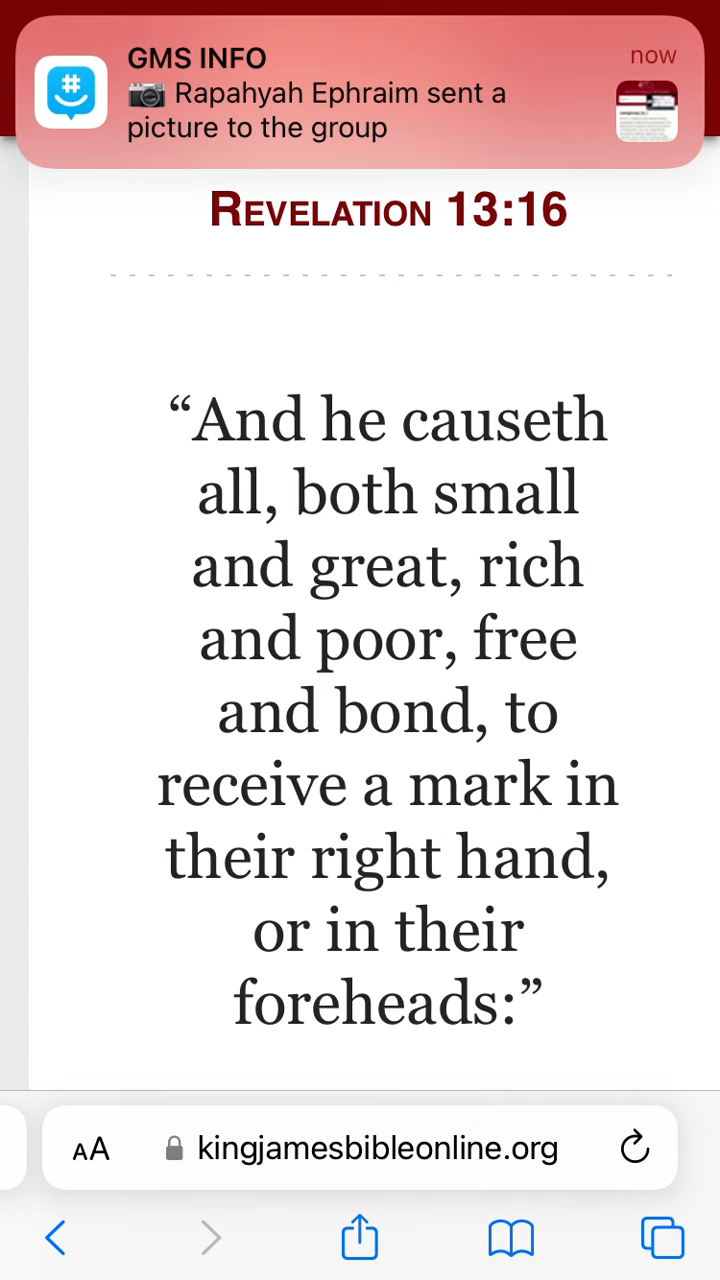 GMS INFO
now
📷 Rapahyah Ephraim sent a
picture to the group
REVELATION 13:16
“And he causeth
all, both small
and great, rich
and poor, free
and bond, to
receive a mark in
their right hand,
or in their
foreheads:”
AA
kingjamesbibleonline.org